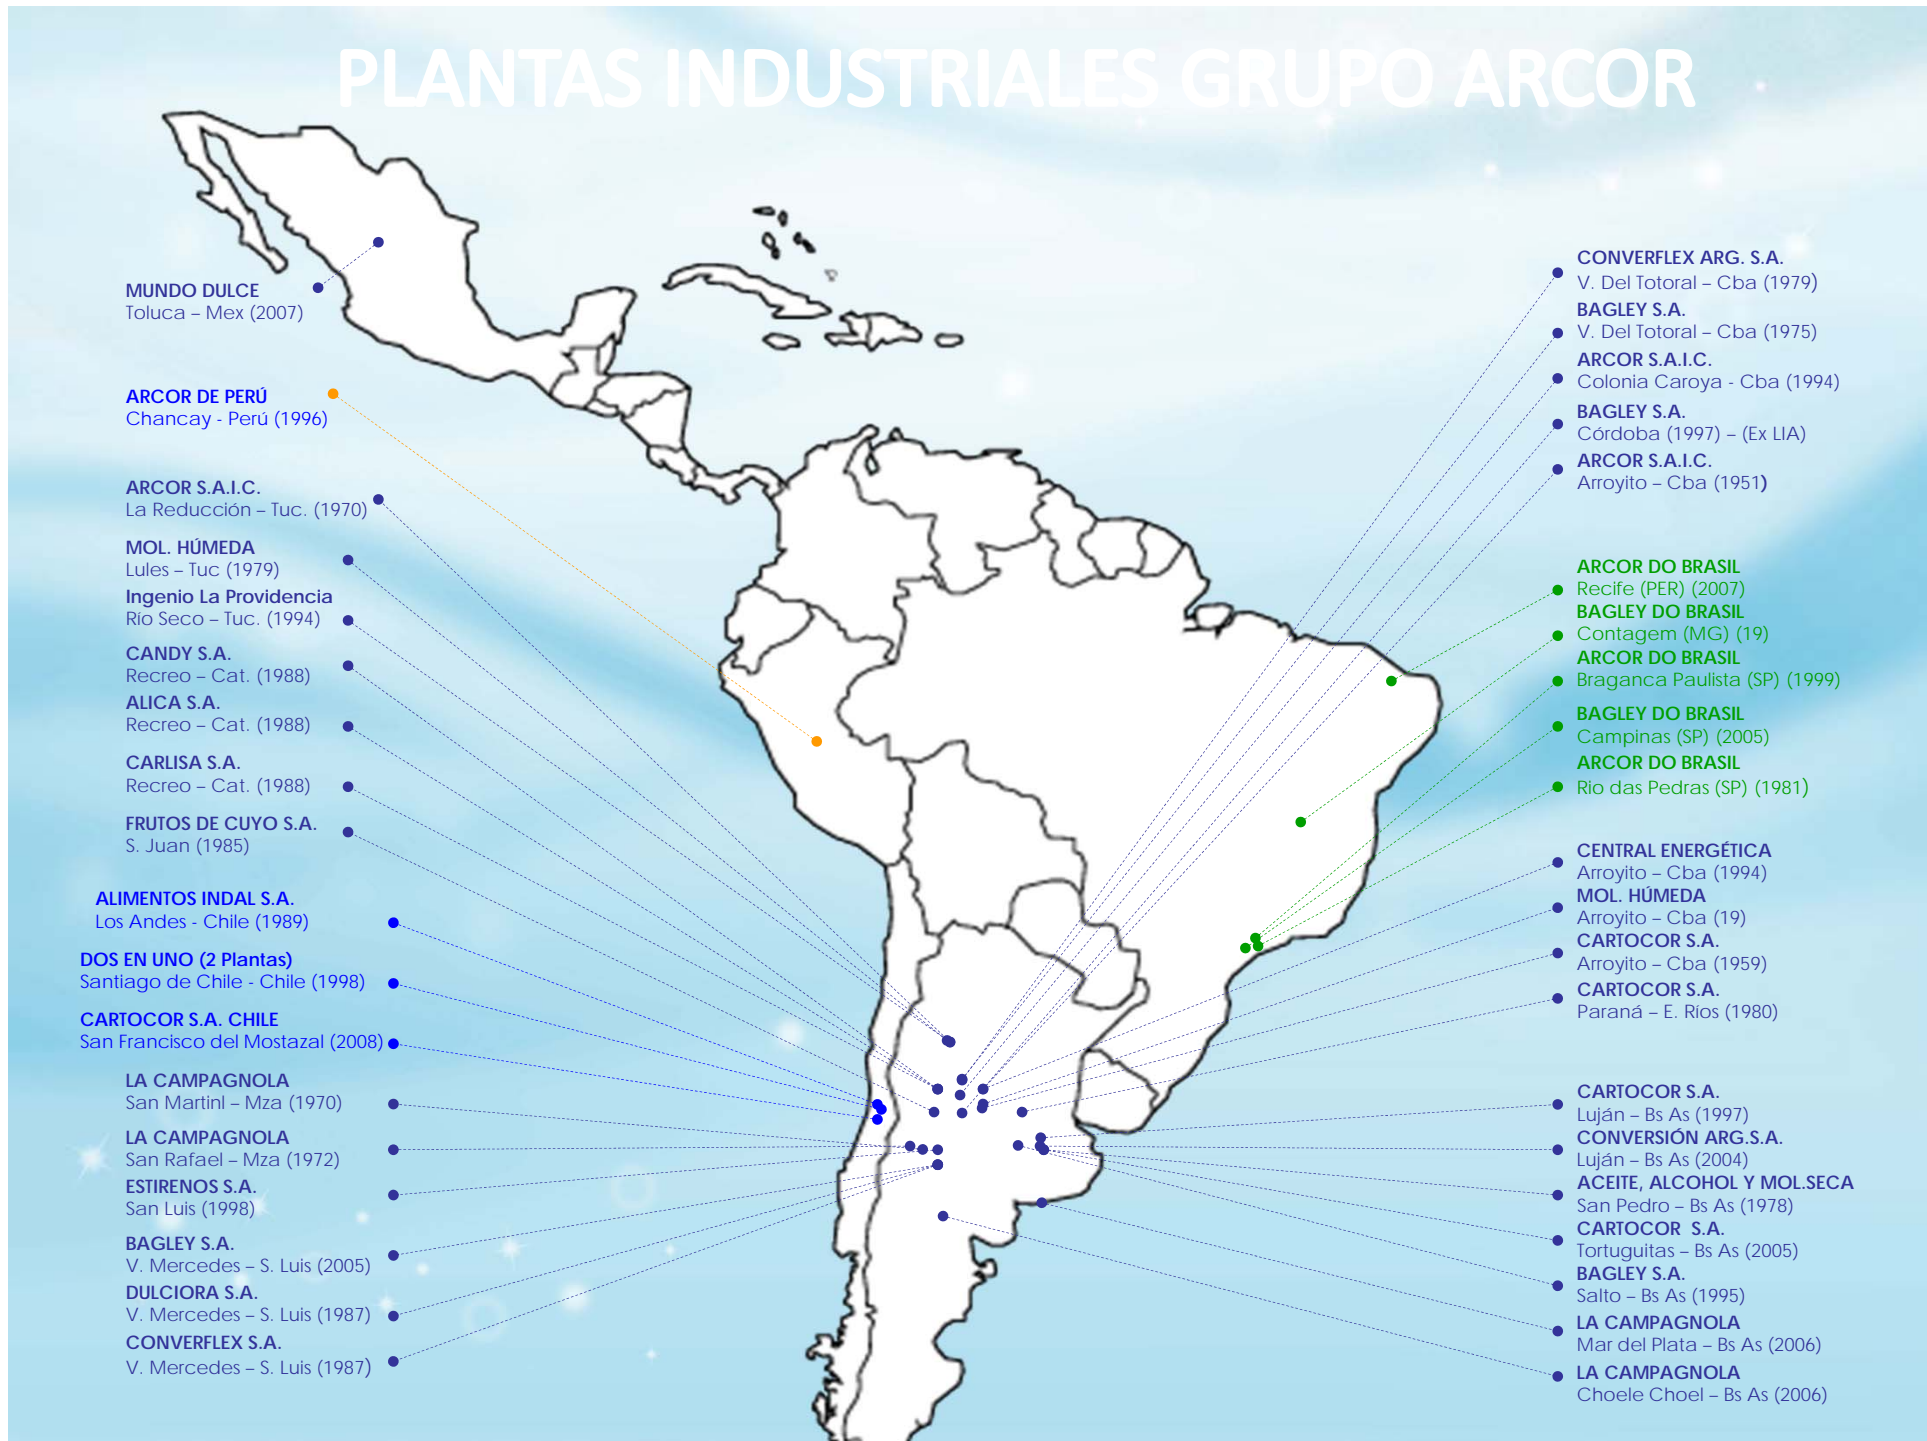 PLANTAS INDUSTRIALES GRUPO ARCOR
MUNDO DULCE
Toluca – Mex (2007)
ARCOR DE PERÚ
Chancay - Perú (1996)
ARCOR S.A.I.C.
La Reducción – Tuc. (1970)
MOL. HÚMEDA
Lules – Tuc (1979)
Ingenio La Providencia
Río Seco – Tuc. (1994)
CANDY S.A.
Recreo – Cat. (1988)
ALICA S.A.
Recreo – Cat. (1988)
CARLISA S.A.
Recreo – Cat. (1988)
FRUTOS DE CUYO S.A.
S. Juan (1985)
ALIMENTOS INDAL S.A.
Los Andes - Chile (1989)
DOS EN UNO (2 Plantas)
Santiago de Chile - Chile (1998)
CARTOCOR S.A. CHILE
San Francisco del Mostazal (2008)
LA CAMPAGNOLA
San Martinl – Mza (1970)
LA CAMPAGNOLA
San Rafael – Mza (1972)
ESTIRENOS S.A.
San Luis (1998)
BAGLEY S.A.
V. Mercedes – S. Luis (2005)
DULCIORA S.A.
V. Mercedes – S. Luis (1987)
CONVERFLEX S.A.
V. Mercedes – S. Luis (1987)
CONVERFLEX ARG. S.A.
V. Del Totoral – Cba (1979)
BAGLEY S.A.
V. Del Totoral – Cba (1975)
ARCOR S.A.I.C.
Colonia Caroya - Cba (1994)
BAGLEY S.A.
Córdoba (1997) – (Ex LIA)
ARCOR S.A.I.C.
Arroyito – Cba (1951)
ARCOR DO BRASIL
Recife (PER) (2007)
BAGLEY DO BRASIL
Contagem (MG) (19)
ARCOR DO BRASIL
Braganca Paulista (SP) (1999)
BAGLEY DO BRASIL
Campinas (SP) (2005)
ARCOR DO BRASIL
Rio das Pedras (SP) (1981)
CENTRAL ENERGÉTICA
Arroyito – Cba (1994)
MOL. HÚMEDA
Arroyito – Cba (19)
CARTOCOR S.A.
Arroyito – Cba (1959)
CARTOCOR S.A.
Paraná – E. Ríos (1980)
CARTOCOR S.A.
Luján – Bs As (1997)
CONVERSIÓN ARG.S.A.
Luján – Bs As (2004)
ACEITE, ALCOHOL Y MOL.SECA
San Pedro – Bs As (1978)
CARTOCOR S.A.
Tortuguitas – Bs As (2005)
BAGLEY S.A.
Salto – Bs As (1995)
LA CAMPAGNOLA
Mar del Plata – Bs As (2006)
LA CAMPAGNOLA
Choele Choel – Bs As (2006)